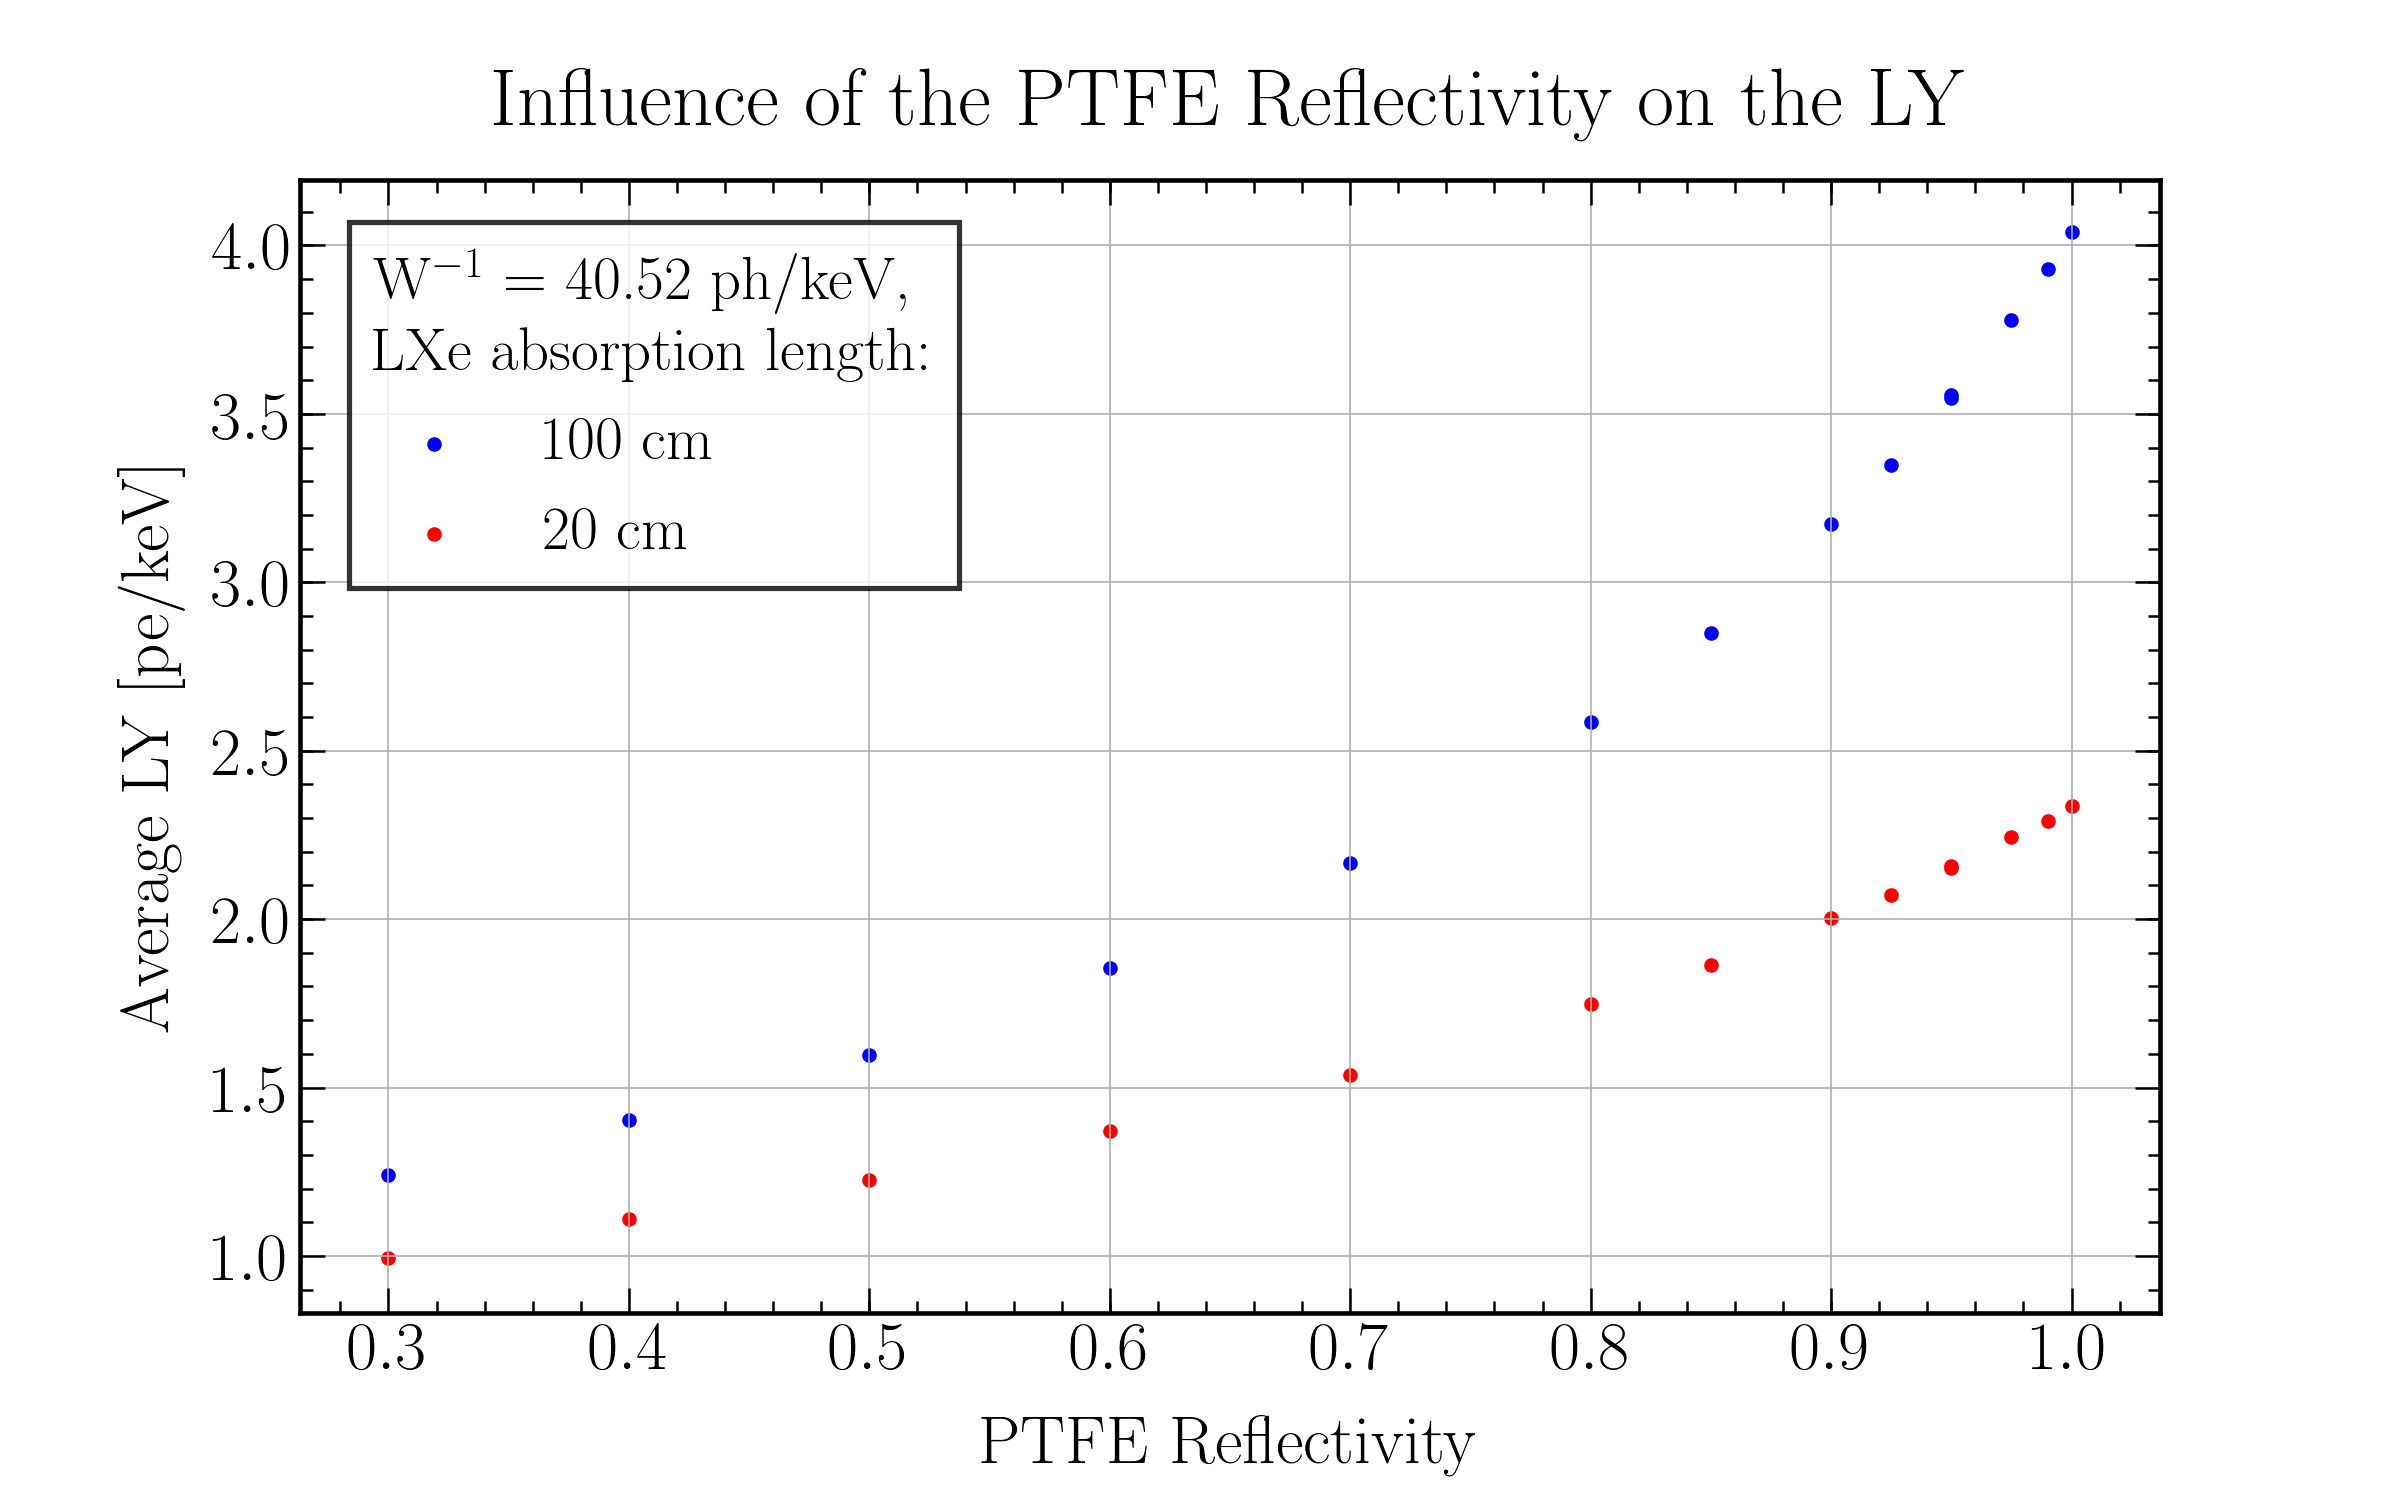 Influence of the PTFE Reflectivity on the LY
W⁻¹ = 40.52 ph/keV,
LXe absorption length:
100 cm
20 cm
Average LY [pe/keV]
4.0
3.5
3.0
2.5
2.0
1.5
1.0
0.3 0.4 0.5 0.6 0.7 0.8 0.9 1.0
PTFE Reflectivity